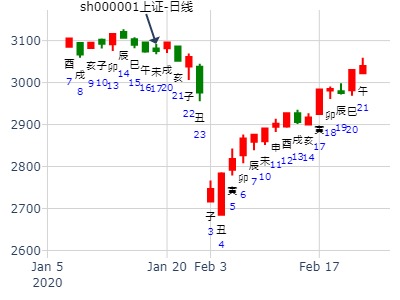 sh000001上证-日线
3100
3000
2900
2800
2700
2600
酉
7
戌
8
亥
9
子
10
卯
13
辰
14
巳
15
午
16
未
17
戌
20
亥
21
子
22
丑
23
子
3
丑
4
寅
5
卯
6
辰
7
未
10
申
11
酉
12
戌
13
亥
14
寅
17
卯
18
辰
19
巳
20
午
21
Jan 5
2020
Jan 20
Feb 3
Feb 17